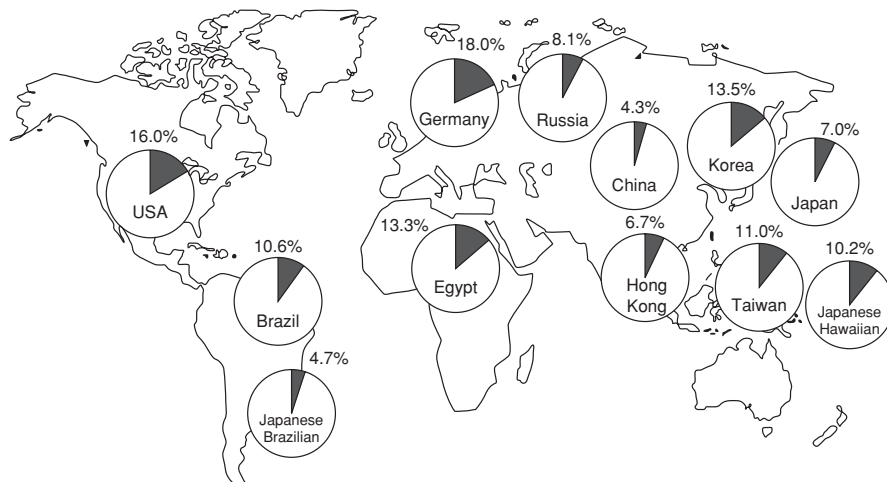 18.0%
Germany
8.1%
Russia
4.3%
China
13.5%
Korea
7.0%
Japan
16.0%
USA
10.6%
Brazil
4.7%
Japanese
Brazilian
13.3%
Egypt
6.7%
Hong
Kong
11.0%
Taiwan
10.2%
Japanese
Hawaiian